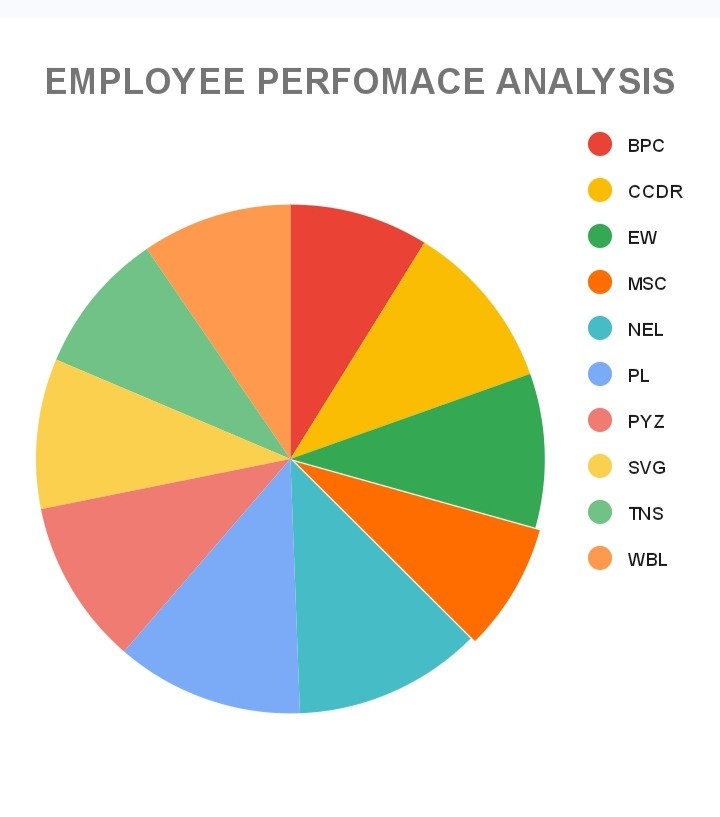 EMPLOYEE PERFOMACE ANALYSIS
BPC
CCDR
EW
MSC
NEL
PL
PYZ
SVG
TNS
WBL